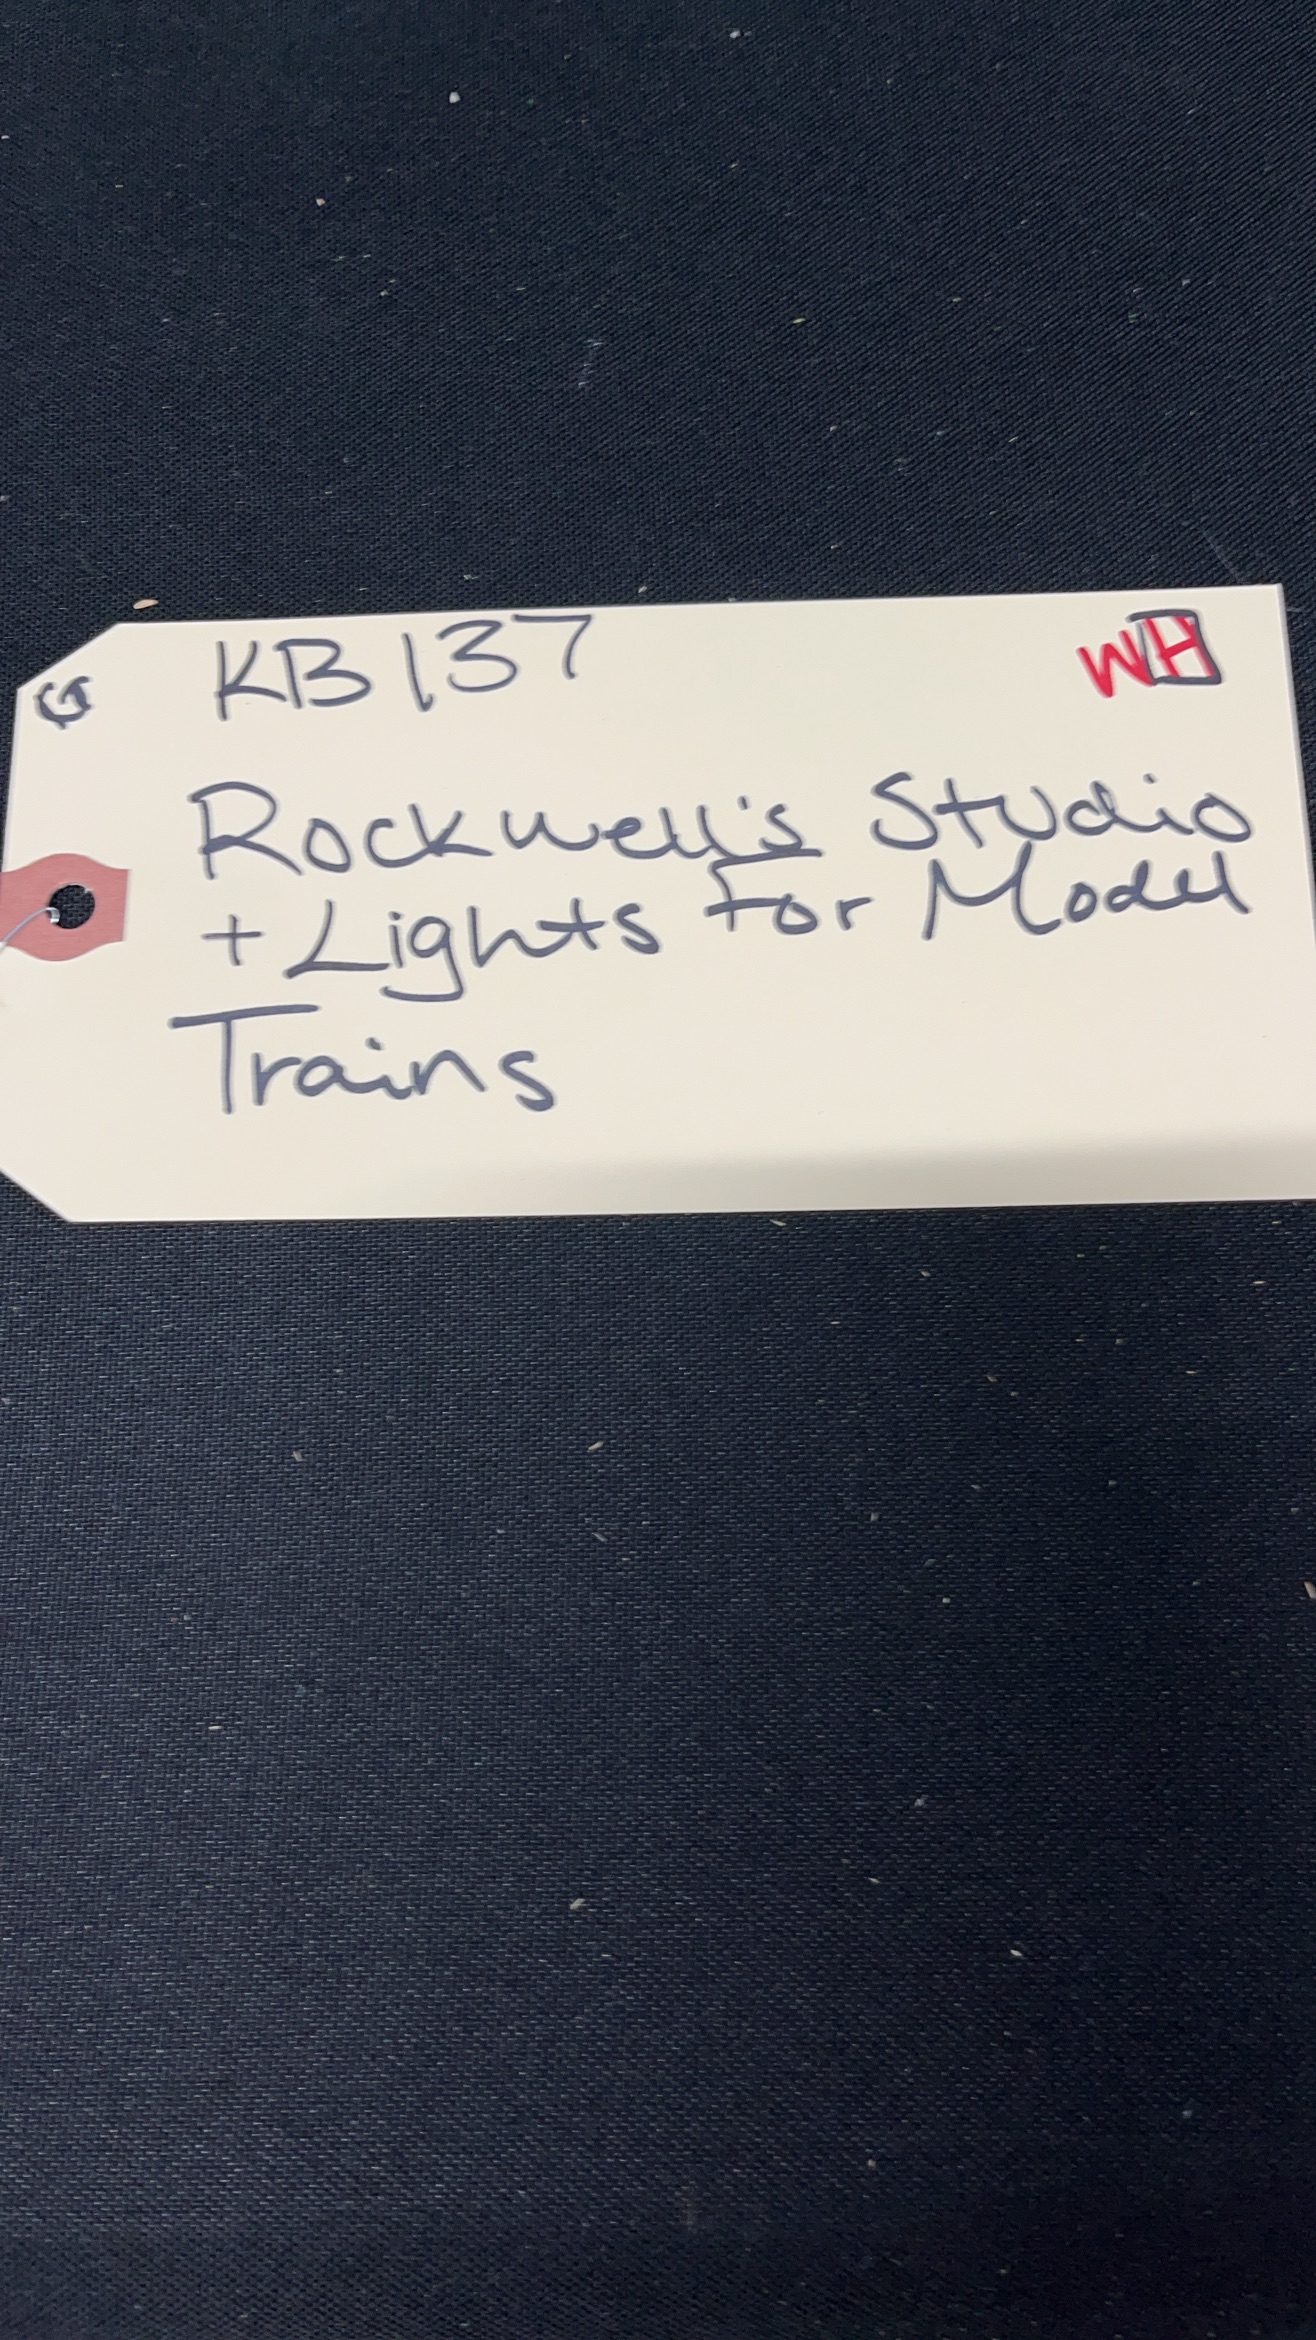 KB137
WH
Rockwell's Studio
+ Lights For Model
Trains